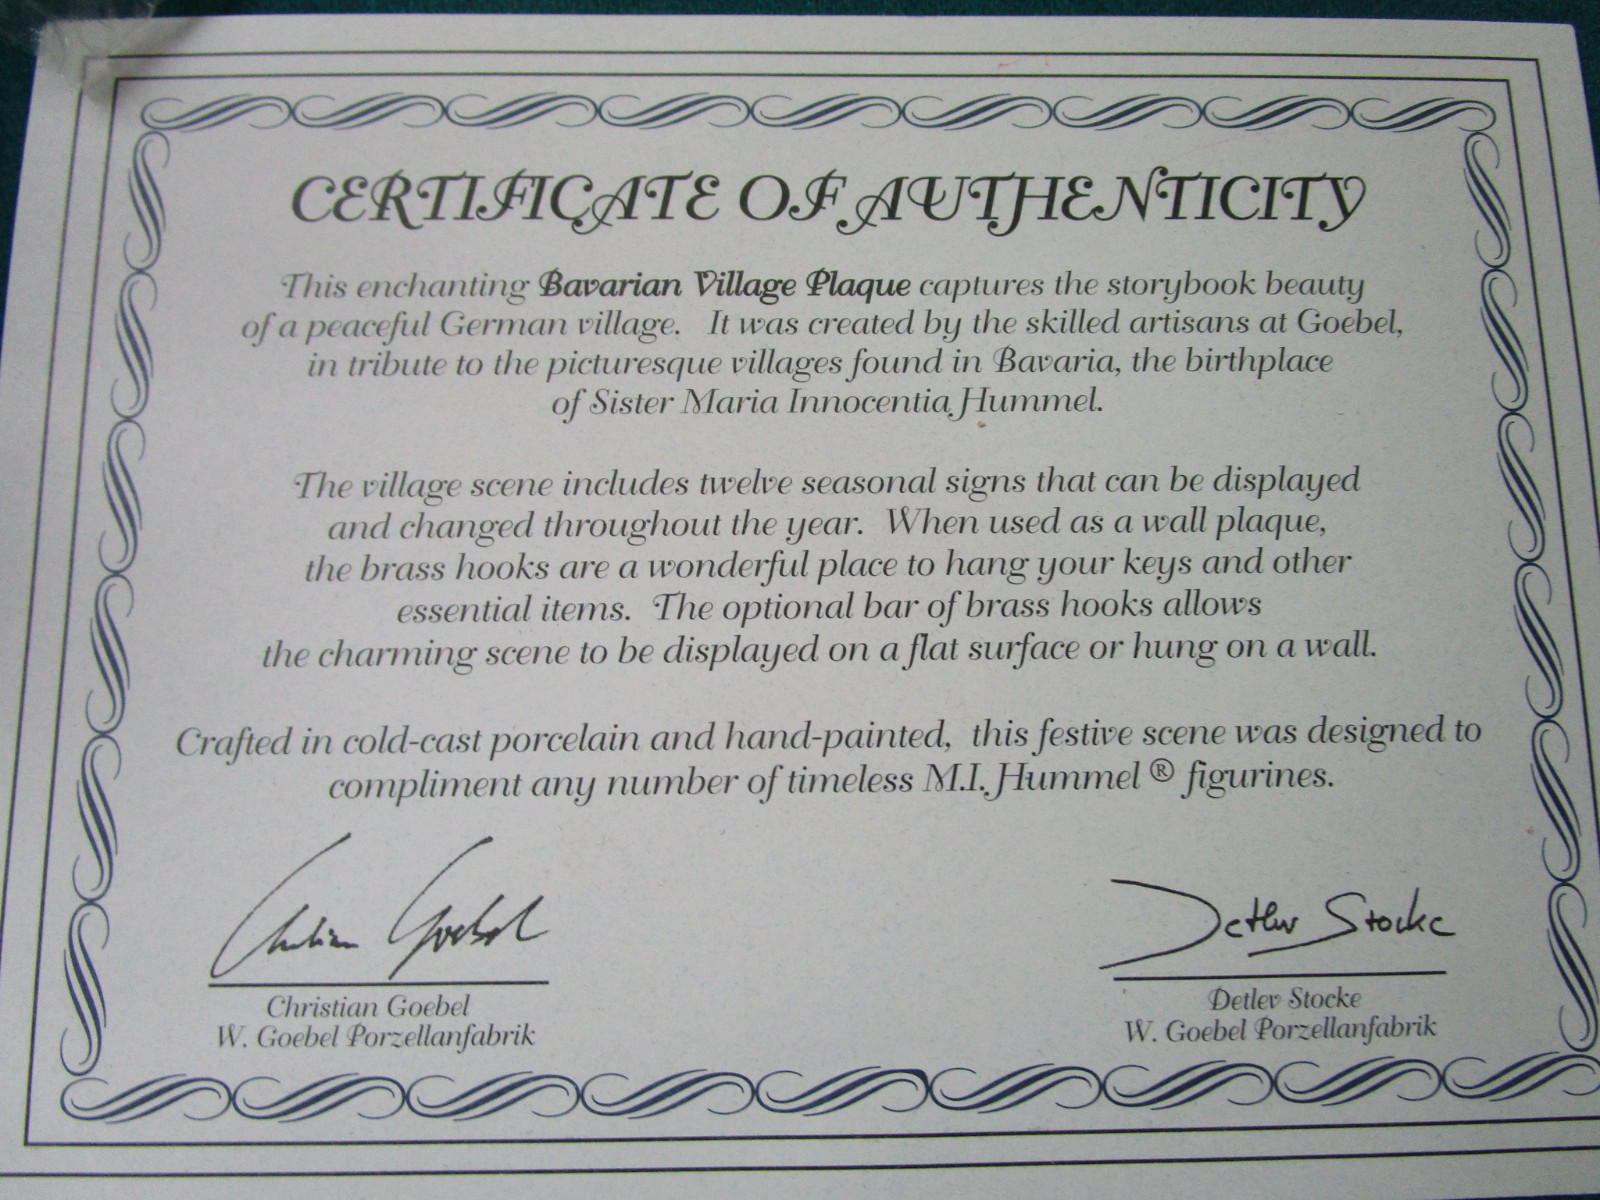 CERTIFICATE OF AUTHENTICITY
This enchanting Bavarian Village Plaque captures the storybook beauty
of a peaceful German village. It was created by the skilled artisans at Goebel,
in tribute to the picturesque villages found in Bavaria, the birthplace
of Sister Maria Innocentia Hummel.
The village scene includes twelve seasonal signs that can be displayed
and changed throughout the year. When used as a wall plaque,
the brass hooks are a wonderful place to hang your keys and other
essential items. The optional bar of brass hooks allows
the charming scene to be displayed on a flat surface or hung on a wall.
Crafted in cold-cast porcelain and hand-painted, this festive scene was designed to
compliment any number of timeless M.I. Hummel ® figurines.
Christian Goebel Detlev Stocke
Christian Goebel Detlev Stocke
W. Goebel Porzellanfabrik W. Goebel Porzellanfabrik